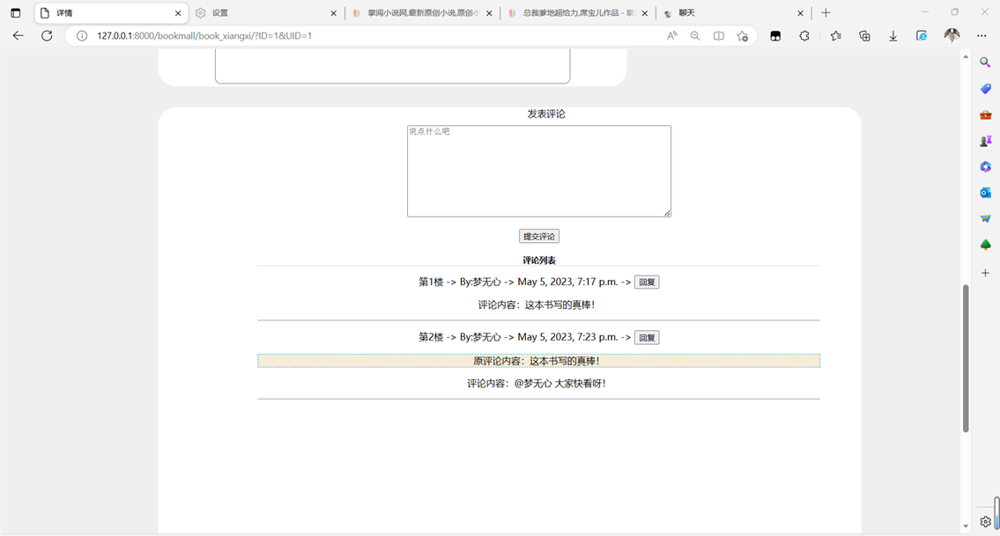 详情
设置
掌阅小说网,最新原创小说,原创小
总裁爹地超给力,席宝儿作品 - 掌
聊天
127.0.0.1:8000/bookmall/book_xiangxi/?ID=1&UID=1
发表评论
说点什么吧
提交评论
评论列表
第1楼 -> By:梦无心 -> May 5, 2023, 7:17 p.m. -> 回复
评论内容：这本书写的真棒！
第2楼 -> By:梦无心 -> May 5, 2023, 7:23 p.m. -> 回复
原评论内容：这本书写的真棒！
评论内容：@梦无心 大家快看呀！